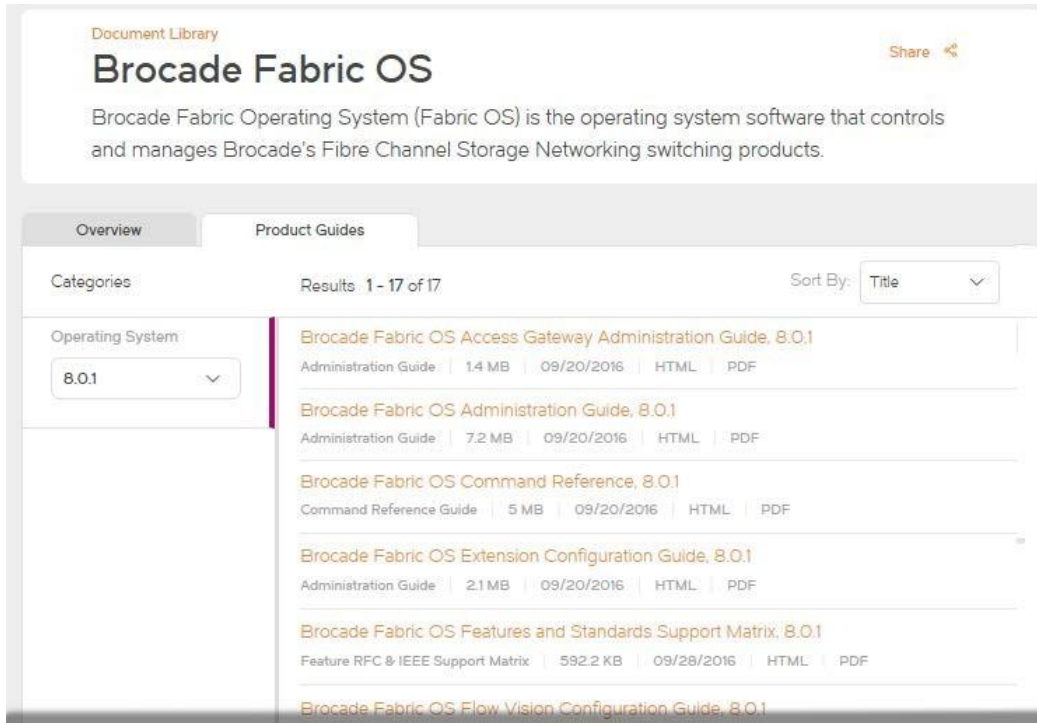 Document Library
Share
Brocade Fabric OS
Brocade Fabric Operating System (Fabric OS) is the operating system software that controls
and manages Brocade's Fibre Channel Storage Networking switching products.
Overview
Product Guides
Categories
Results 1 - 17 of 17
Sort By: Title
Operating System
8.0.1
Brocade Fabric OS Access Gateway Administration Guide, 8.0.1
Administration Guide | 1.4 MB | 09/20/2016 | HTML | PDF
Brocade Fabric OS Administration Guide, 8.0.1
Administration Guide | 7.2 MB | 09/20/2016 | HTML | PDF
Brocade Fabric OS Command Reference, 8.0.1
Command Reference Guide | 5 MB | 09/20/2016 | HTML | PDF
Brocade Fabric OS Extension Configuration Guide, 8.0.1
Administration Guide | 2.1 MB | 09/20/2016 | HTML | PDF
Brocade Fabric OS Features and Standards Support Matrix, 8.0.1
Feature RFC & IEEE Support Matrix | 592.2 KB | 09/28/2016 | HTML | PDF
Brocade Fabric OS Flow Vision Configuration Guide, 8.0.1